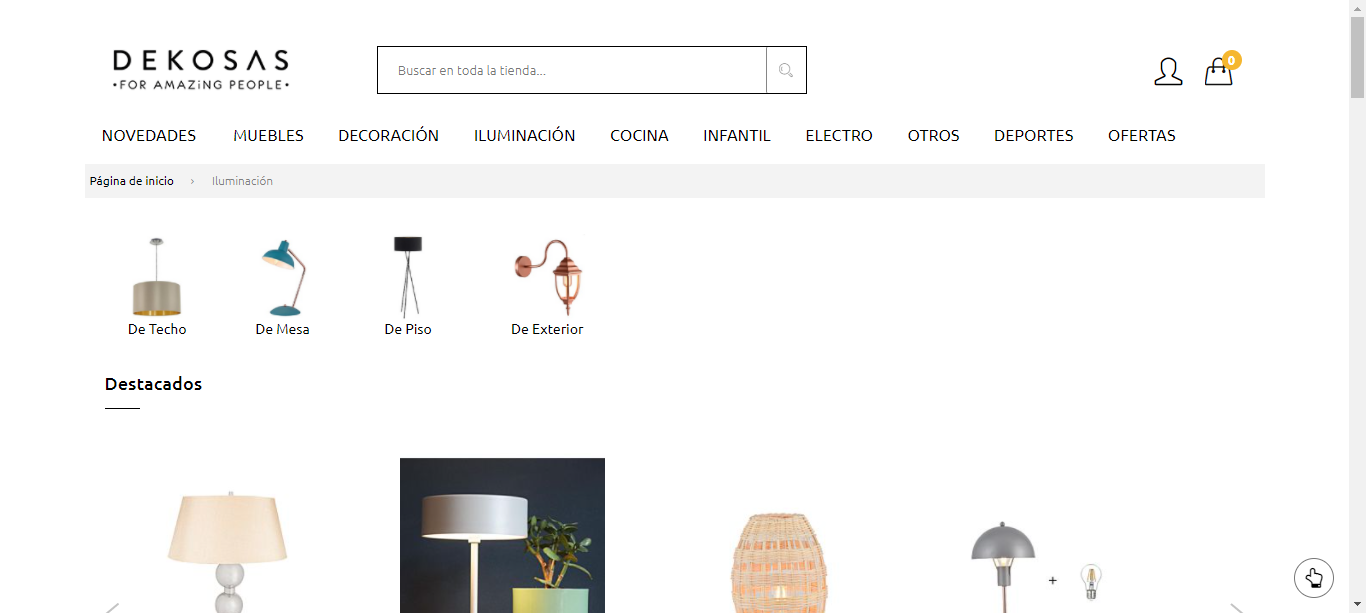 DEKOSAS
•FOR AMAZiNG PEOPLE•
Buscar en toda la tienda...
0
NOVEDADES MUEBLES DECORACIÓN ILUMINACIÓN COCINA INFANTIL ELECTRO OTROS DEPORTES OFERTAS
Página de inicio › Iluminación
De Techo De Mesa De Piso De Exterior
Destacados
+